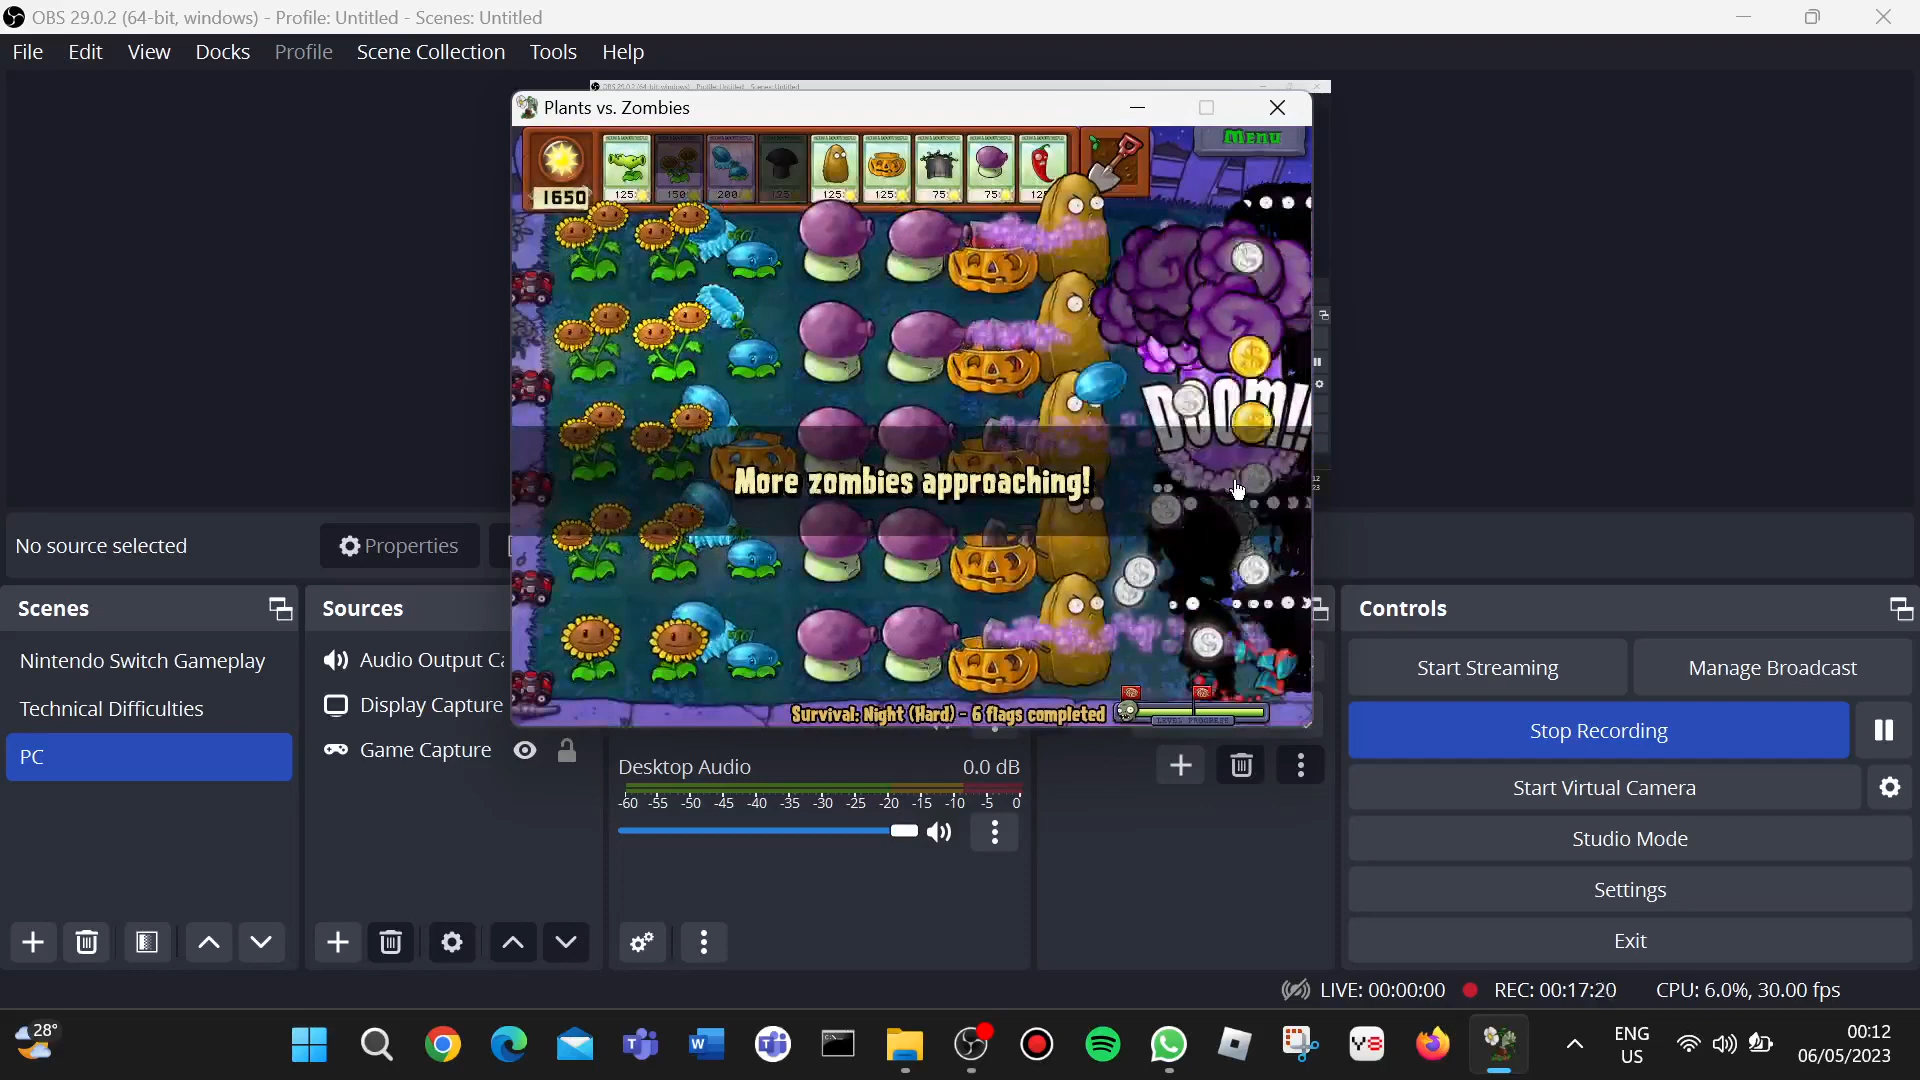 OBS 29.0.2 (64-bit, windows) - Profile: Untitled - Scenes: Untitled
File Edit View Docks Profile Scene Collection Tools Help
Plants vs. Zombies
Menu
1650 125 150 200 125 125 125 75 75
DOOM!!
More zombies approaching!
Survival: Night (Hard) - 6 flags completed
LEVEL PROGRESS
No source selected
Properties
Scenes
Nintendo Switch Gameplay
Technical Difficulties
PC
Sources
Audio Output Ca
Display Capture
Game Capture
Desktop Audio 0.0 dB
-60 -55 -50 -45 -40 -35 -30 -25 -20 -15 -10 -5 0
Controls
Start Streaming
Manage Broadcast
Stop Recording
Start Virtual Camera
Studio Mode
Settings
Exit
LIVE: 00:00:00 REC: 00:17:20 CPU: 6.0%, 30.00 fps
28°
ENG
US
00:12
06/05/2023